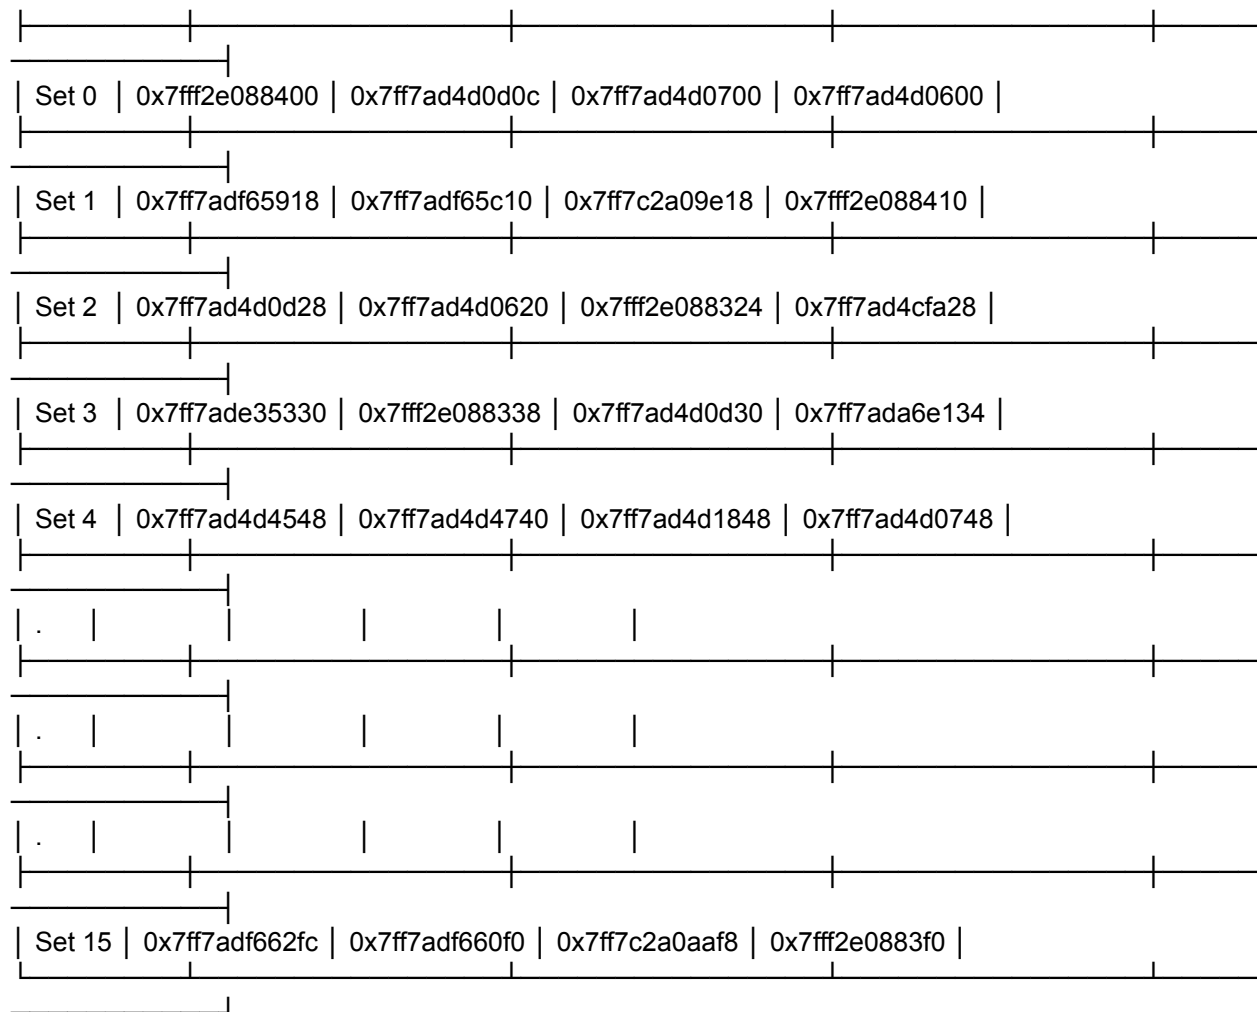 ├────────┼────────────────┼────────────────┼────────────────┼────────────────┤
│ Set 0 │ 0x7fff2e088400 │ 0x7ff7ad4d0d0c │ 0x7ff7ad4d0700 │ 0x7ff7ad4d0600 │
├────────┼────────────────┼────────────────┼────────────────┼────────────────┤
│ Set 1 │ 0x7ff7adf65918 │ 0x7ff7adf65c10 │ 0x7ff7c2a09e18 │ 0x7fff2e088410 │
├────────┼────────────────┼────────────────┼────────────────┼────────────────┤
│ Set 2 │ 0x7ff7ad4d0d28 │ 0x7ff7ad4d0620 │ 0x7fff2e088324 │ 0x7ff7ad4cfa28 │
├────────┼────────────────┼────────────────┼────────────────┼────────────────┤
│ Set 3 │ 0x7ff7ade35330 │ 0x7fff2e088338 │ 0x7ff7ad4d0d30 │ 0x7ff7ada6e134 │
├────────┼────────────────┼────────────────┼────────────────┼────────────────┤
│ Set 4 │ 0x7ff7ad4d4548 │ 0x7ff7ad4d4740 │ 0x7ff7ad4d1848 │ 0x7ff7ad4d0748 │
├────────┼────────────────┼────────────────┼────────────────┼────────────────┤
│ . │ │ │ │ │
├────────┼────────────────┼────────────────┼────────────────┼────────────────┤
│ . │ │ │ │ │
├────────┼────────────────┼────────────────┼────────────────┼────────────────┤
│ . │ │ │ │ │
├────────┼────────────────┼────────────────┼────────────────┼────────────────┤
│ Set 15 │ 0x7ff7adf662fc │ 0x7ff7adf660f0 │ 0x7ff7c2a0aaf8 │ 0x7fff2e0883f0 │
└────────┴────────────────┴────────────────┴────────────────┴────────────────┘